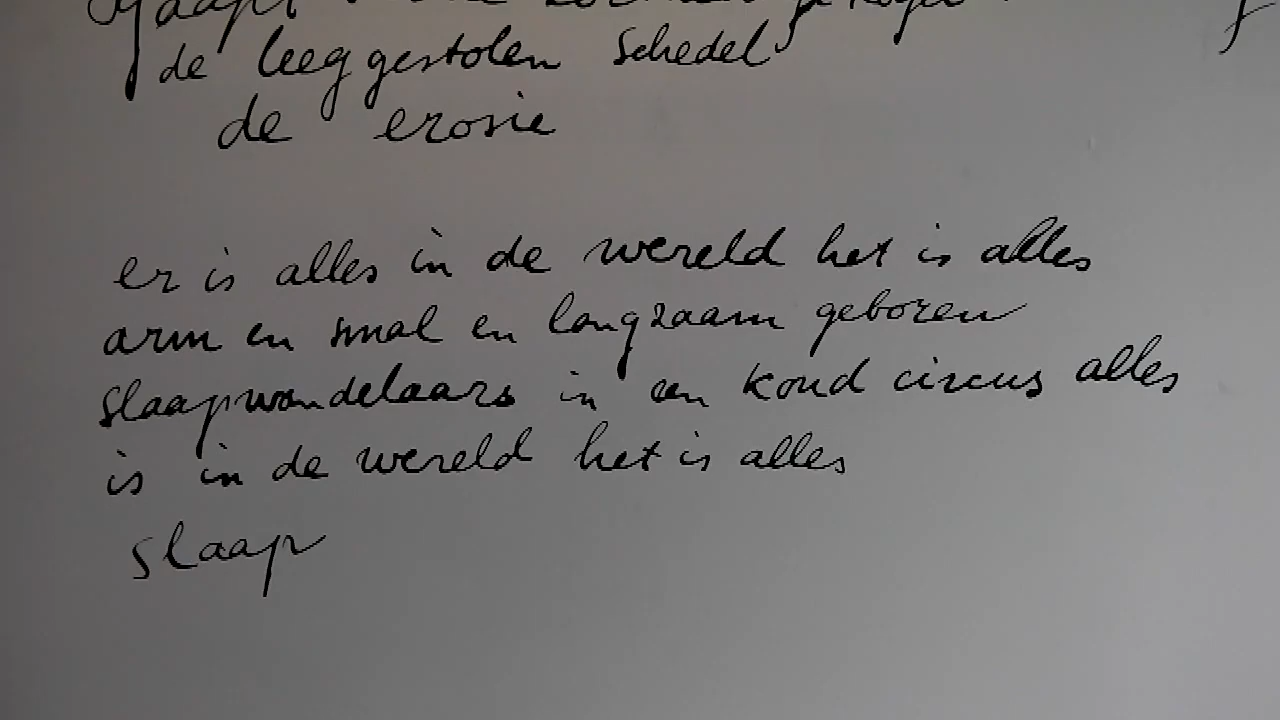 de leeggestolen schedel
de erosie
er is alles in de wereld het is alles
arm en smal en langzaam geboren
slaapwandelaars in een koud circus alles
is in de wereld het is alles
slaap